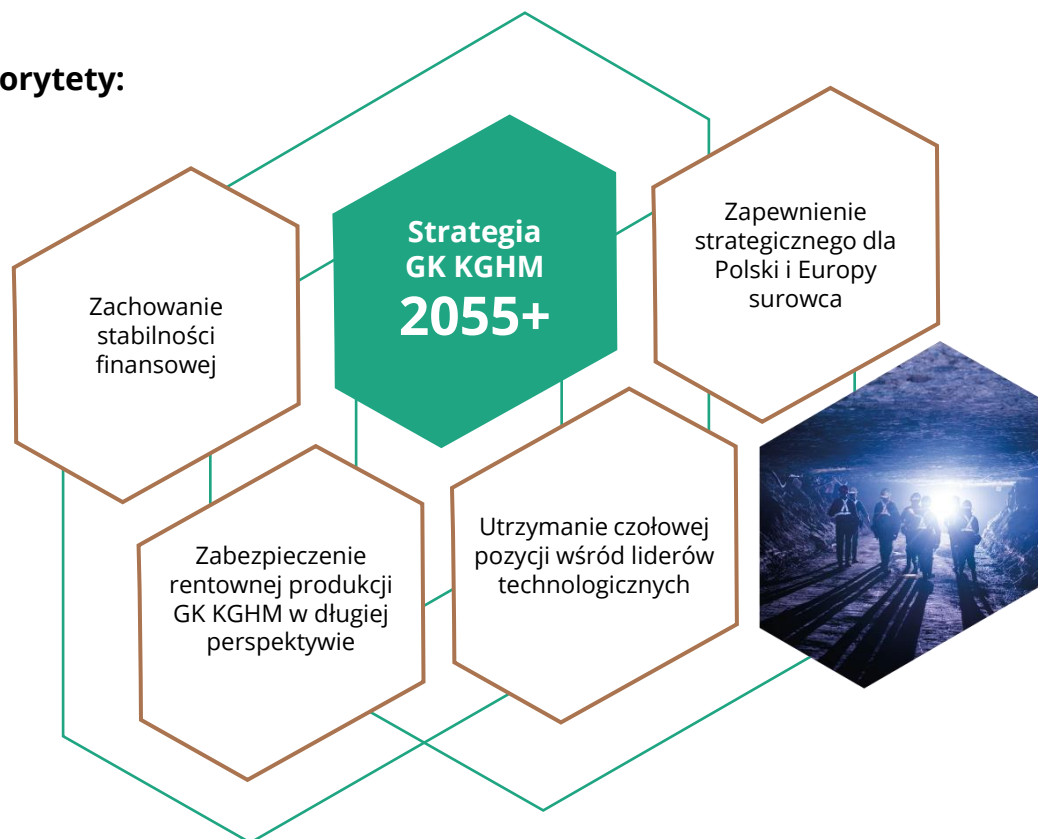 orytety:
Strategia
GK KGHM
2055+
Zapewnienie
strategicznego dla
Polski i Europy
surowca
Zachowanie
stabilności
finansowej
Utrzymanie czołowej
pozycji wśród liderów
technologicznych
Zabezpieczenie
rentownej produkcji
GK KGHM w długiej
perspektywie